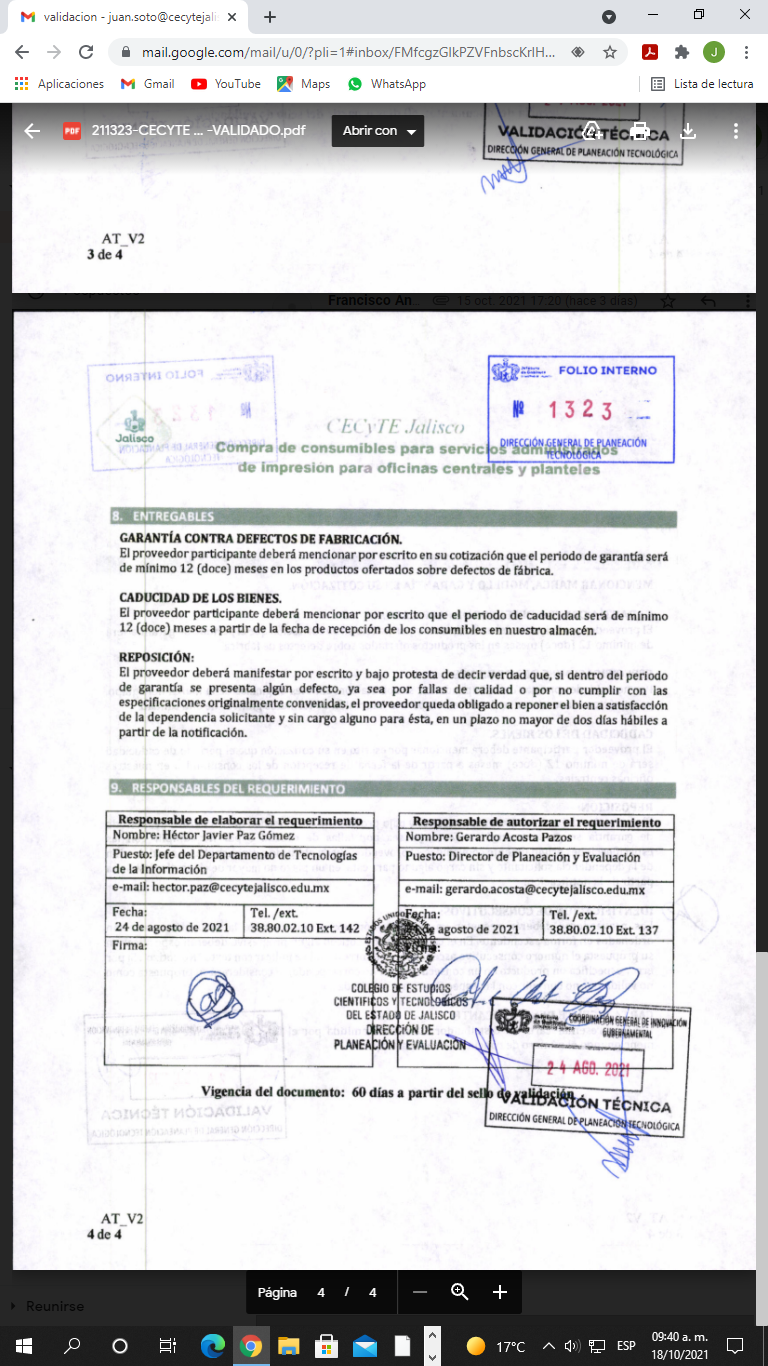 validacion - juan.soto@cecytejalis
mail.google.com/mail/u/0/?pli=1#inbox/FMfcgzGlkPZVFnbscKrlH...
J
Aplicaciones
Gmail
YouTube
Maps
WhatsApp
Lista de lectura
PDF
211323-CECYTE ... -VALIDADO.pdf
Abrir con
VALIDACIÓN TÉCNICA
DIRECCIÓN GENERAL DE PLANEACIÓN TECNOLÓGICA
AT_V2
3 de 4
Francisco An..
15 oct. 2021 17:20 (hace 3 días)
FOLIO INTERNO
Nº 1323
DIRECCIÓN GENERAL DE PLANEACIÓN
TECNOLÓGICA
Jalisco
CECyTE Jalisco
Compra de consumibles para servicios administrados
de impresión para oficinas centrales y planteles
8. ENTREGABLES
GARANTÍA CONTRA DEFECTOS DE FABRICACIÓN.
El proveedor participante deberá mencionar por escrito en su cotización que el periodo de garantía será
de mínimo 12 (doce) meses en los productos ofertados sobre defectos de fábrica.
CADUCIDAD DE LOS BIENES.
El proveedor participante deberá mencionar por escrito que el periodo de caducidad será de mínimo
12 (doce) meses a partir de la fecha de recepción de los consumibles en nuestro almacén.
REPOSICIÓN:
El proveedor deberá manifestar por escrito y bajo protesta de decir verdad que, si dentro del periodo
de garantía se presenta algún defecto, ya sea por fallas de calidad o por no cumplir con las
especificaciones originalmente convenidas, el proveedor queda obligado a reponer el bien a satisfacción
de la dependencia solicitante y sin cargo alguno para ésta, en un plazo no mayor de dos días hábiles a
partir de la notificación.
9. RESPONSABLES DEL REQUERIMIENTO
Responsable de elaborar el requerimiento
Nombre: Héctor Javier Paz Gómez
Puesto: Jefe del Departamento de Tecnologías
de la Información
e-mail: hector.paz@cecytejalisco.edu.mx
Fecha:
24 de agosto de 2021
Tel. /ext.
38.80.02.10 Ext. 142
Firma:
Responsable de autorizar el requerimiento
Nombre: Gerardo Acosta Pazos
Puesto: Director de Planeación y Evaluación
e-mail: gerardo.acosta@cecytejalisco.edu.mx
Fecha:
de agosto de 2021
Tel. /ext.
38.80.02.10 Ext. 137
COLEGIO DE ESTUDIOS
CIENTIFICOS Y TECNOLOGICOS
DEL ESTADO DE JALISCO
DIRECCIÓN DE
PLANEACIÓN Y EVALUACIÓN
COORDINACIÓN GENERAL DE INNOVACIÓN
GUBERNAMENTAL
24 AGO. 2021
Vigencia del documento: 60 días a partir del sello de validación
VALIDACIÓN TÉCNICA
DIRECCIÓN GENERAL DE PLANEACIÓN TECNOLÓGICA
AT_V2
4 de 4
Página 4 / 4
Reunirse
17°C
ESP
09:40 a. m.
18/10/2021